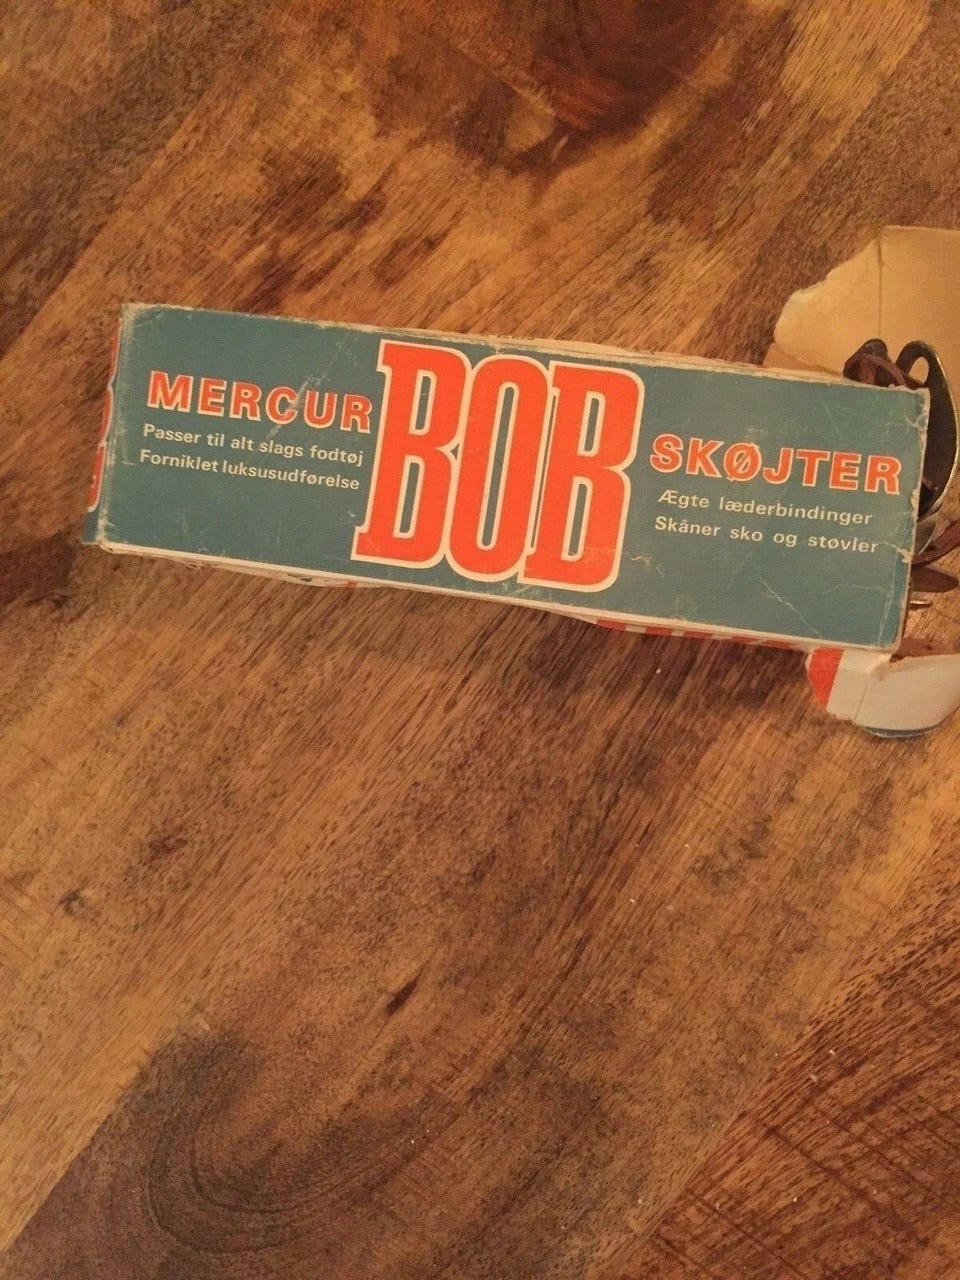 MERCUR
Passer til alt slags fodtøj
Forniklet luksusudførelse
BOB
SKØJTER
Ægte læderbindinger
Skåner sko og støvler